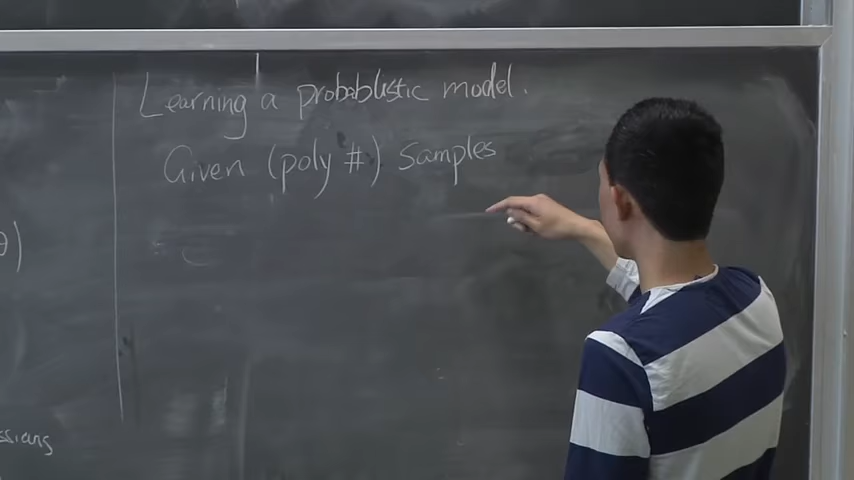 Learning a probablistic model.
Given (poly #) samples
θ)
ssians